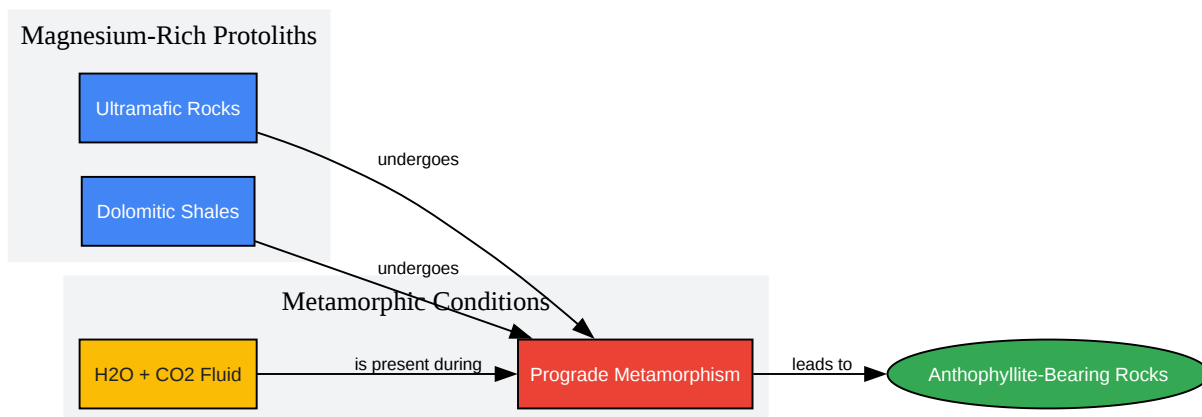 Magnesium-Rich Protoliths
Ultramafic Rocks
undergoes
Dolomitic Shales
undergoes
Metamorphic Conditions
H2O + CO2 Fluid
is present during
Prograde Metamorphism
leads to
Anthophyllite-Bearing Rocks